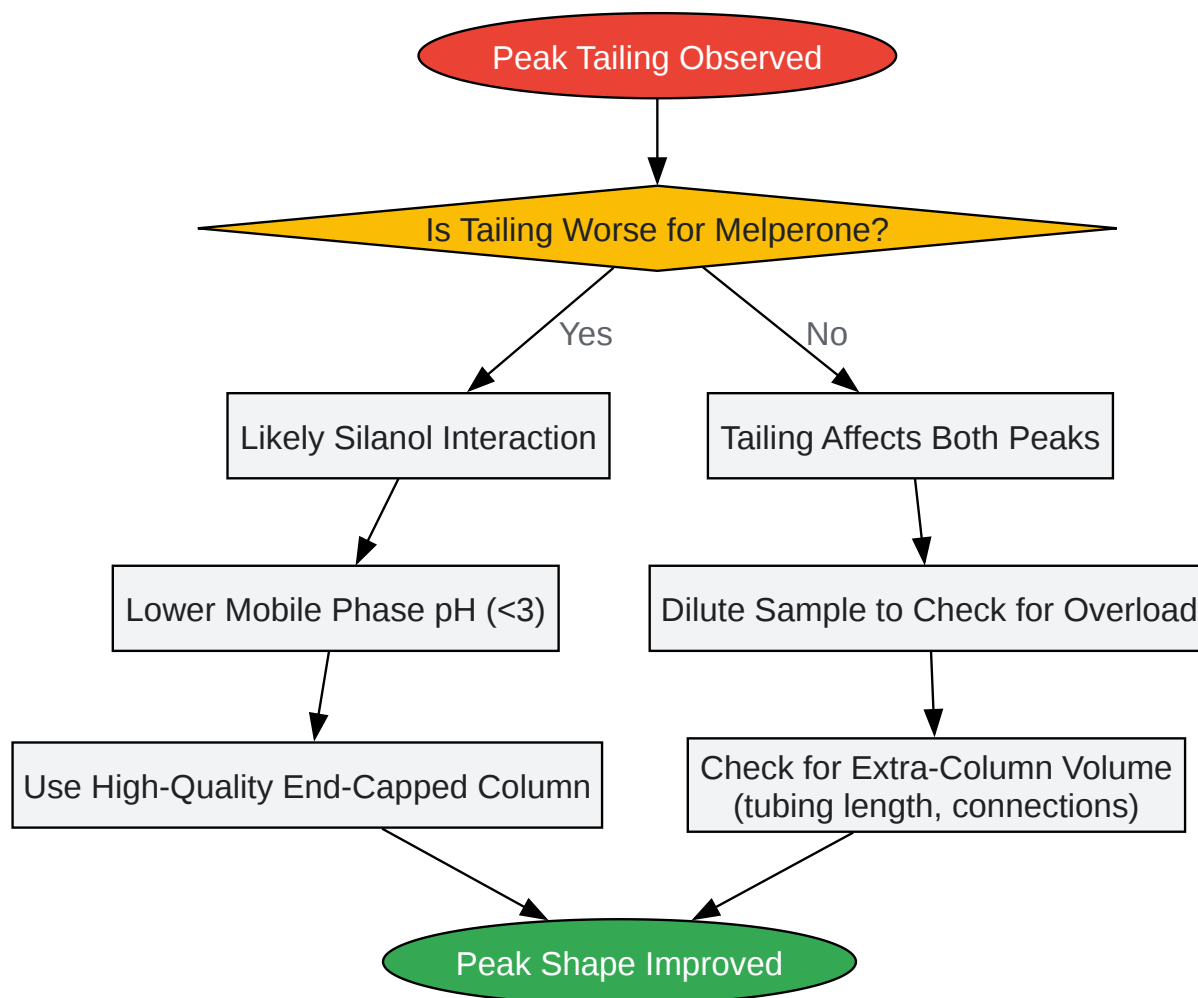 Peak Tailing Observed
Is Tailing Worse for Melperone?
Yes
No
Likely Silanol Interaction
Tailing Affects Both Peaks
Lower Mobile Phase pH (<3)
Dilute Sample to Check for Overload
Use High-Quality End-Capped Column
Check for Extra-Column Volume
(tubing length, connections)
Peak Shape Improved